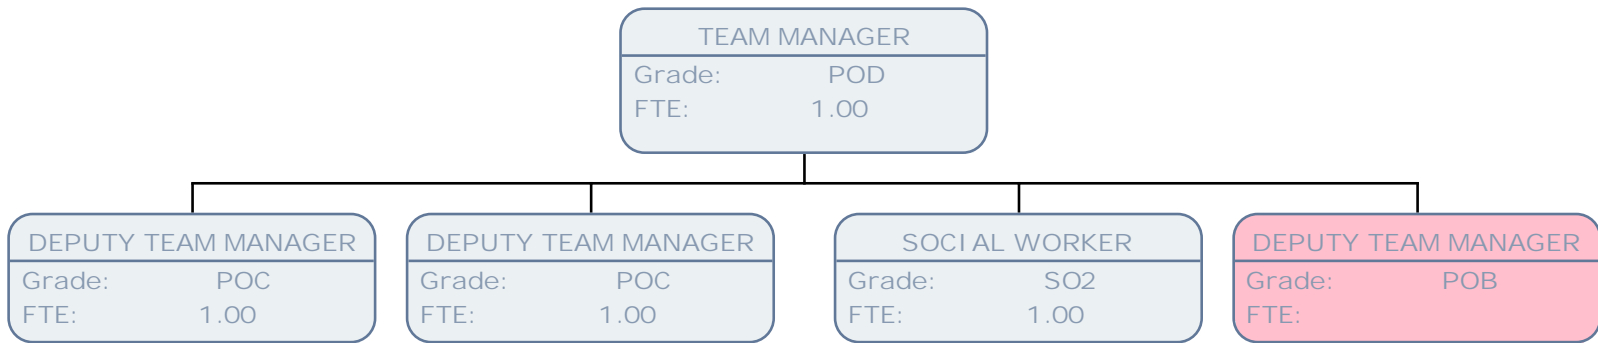 TEAM MANAGER
Grade: POD
FTE: 1.00
DEPUTY TEAM MANAGER
Grade: POC
FTE: 1.00
DEPUTY TEAM MANAGER
Grade: POC
FTE: 1.00
SOCIAL WORKER
Grade: SO2
FTE: 1.00
DEPUTY TEAM MANAGER
Grade: POB
FTE: